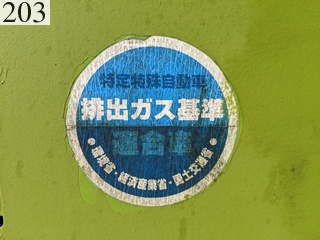 203
特定特殊自動車
排出ガス基準
適合車
● 環境省・経済産業省・国土交通省 ●